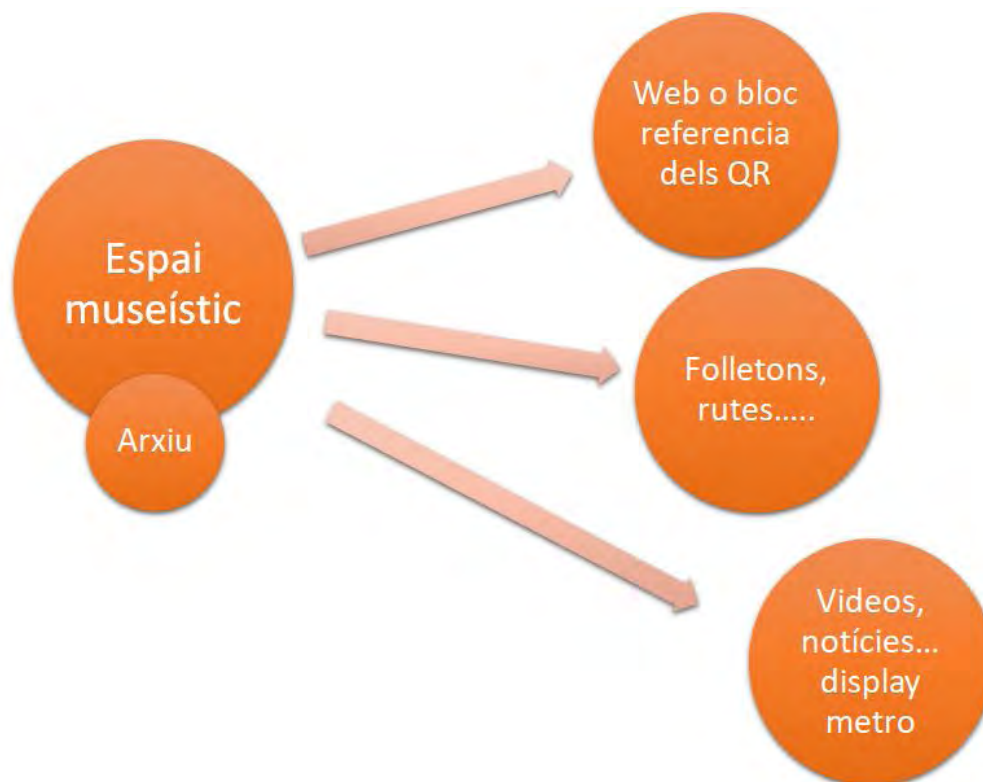 Espai
museístic
Arxiu
Web o bloc
referencia
dels QR
Folletons,
rutes.....
Videos,
notícies...
display
metro